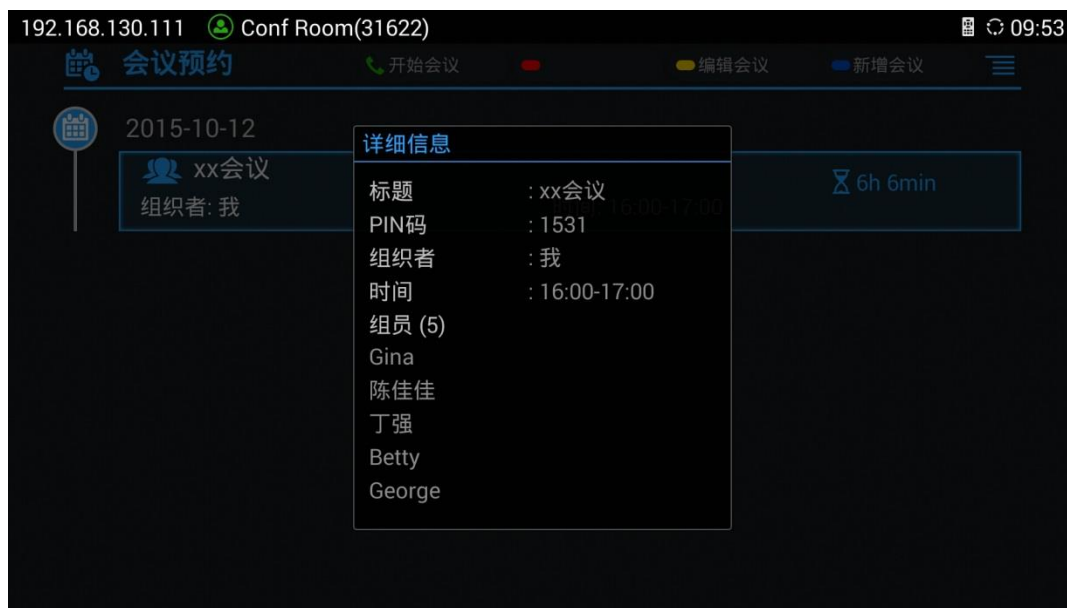 192.168.130.111 Conf Room(31622) 09:53
会议预约 开始会议 编辑会议 新增会议
2015-10-12
xx会议
组织者: 我
6h 6min
详细信息
标题 : xx会议
PIN码 : 1531
组织者 : 我
时间 : 16:00-17:00
组员 (5)
Gina
陈佳佳
丁强
Betty
George